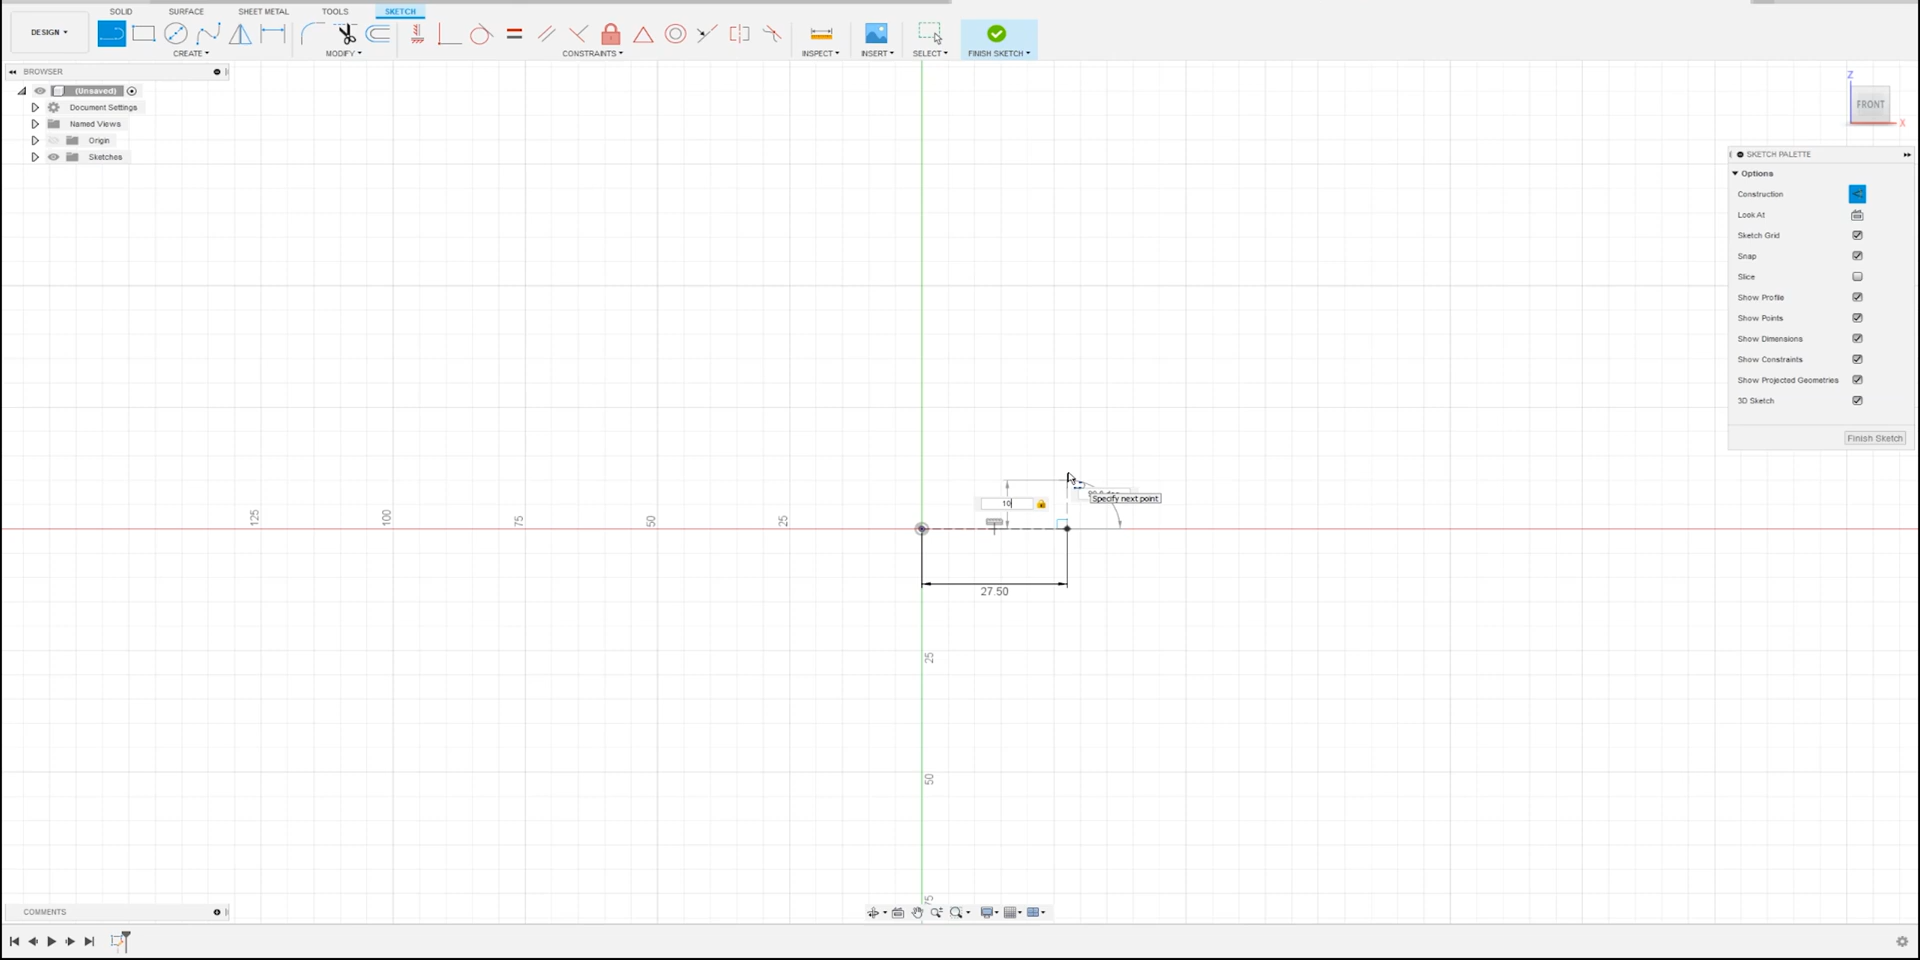 SOLID SURFACE SHEET METAL TOOLS SKETCH
DESIGN
CREATE MODIFY CONSTRAINTS INSPECT INSERT SELECT FINISH SKETCH
BROWSER
(Unsaved)
Document Settings
Named Views
Origin
Sketches
Z
FRONT
X
SKETCH PALETTE
Options
Construction
Look At
Sketch Grid
Snap
Slice
Show Profile
Show Points
Show Dimensions
Show Constraints
Show Projected Geometries
3D Sketch
Finish Sketch
Specify next point
10
125 100 75 50 25
27.50
25
50
COMMENTS